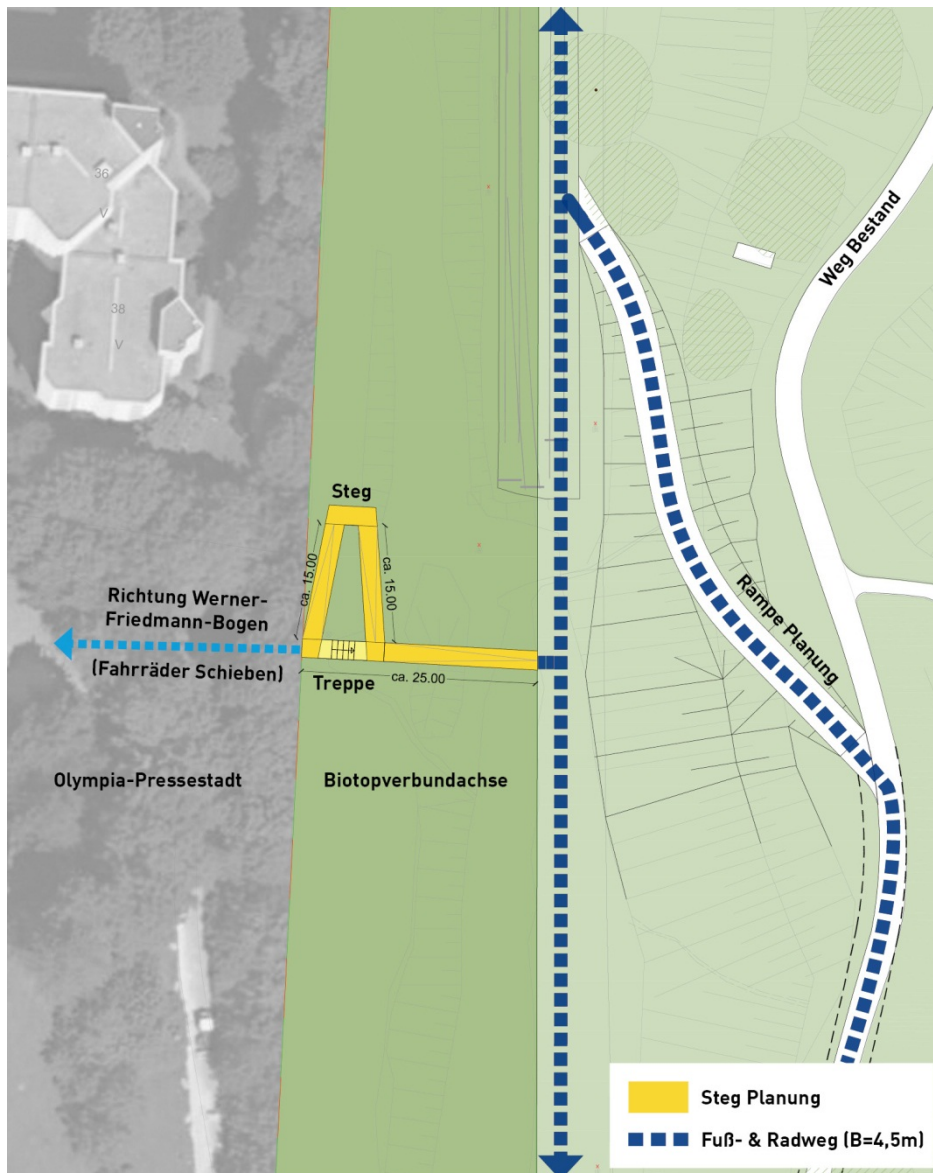 36
V
38
V
Weg Bestand
Steg
ca. 15.00
ca. 15.00
Richtung Werner-
Friedmann-Bogen
(Fahrräder Schieben)
Treppe
ca. 25.00
Rampe Planung
Olympia-Pressestadt
Biotopverbundachse
Steg Planung
Fuß- & Radweg (B=4,5m)